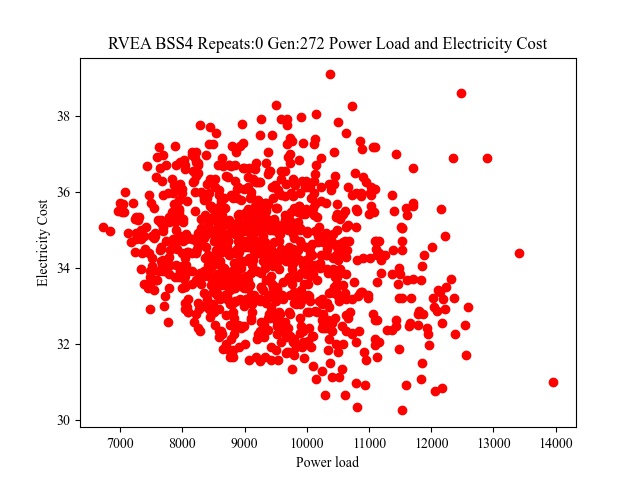 RVEA BSS4 Repeats:0 Gen:272 Power Load and Electricity Cost
Electricity Cost
38
36
34
32
30
7000 8000 9000 10000 11000 12000 13000 14000
Power load